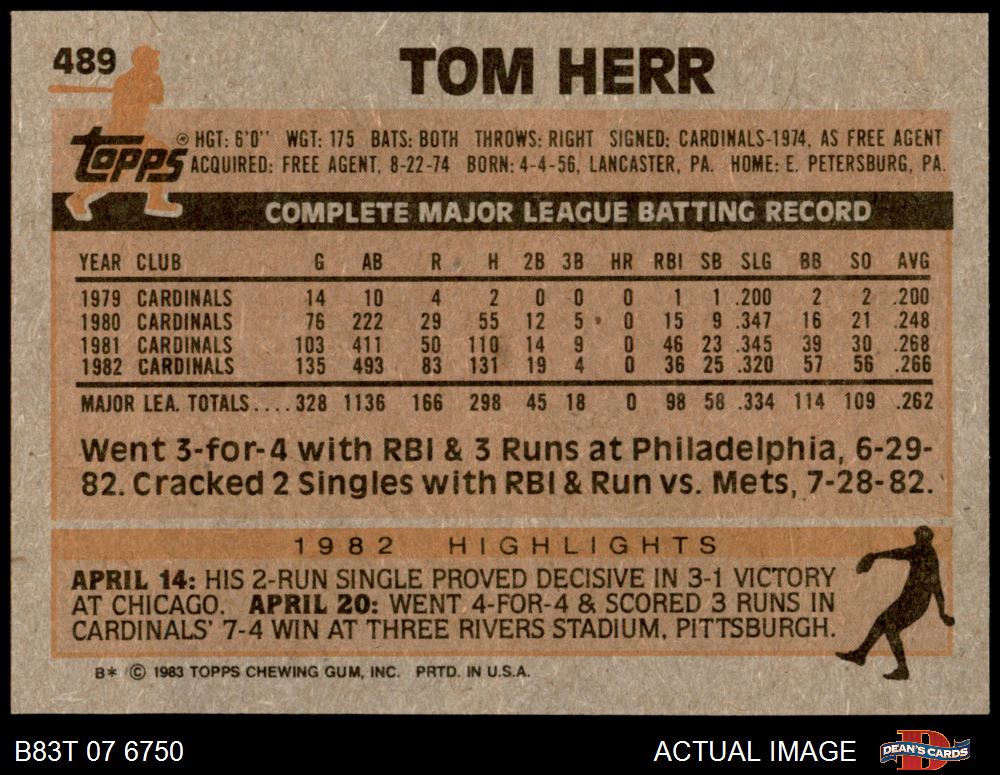 489
TOM HERR
topps®
HGT: 6'0" WGT: 175 BATS: BOTH THROWS: RIGHT SIGNED: CARDINALS-1974, AS FREE AGENT
ACQUIRED: FREE AGENT, 8-22-74 BORN: 4-4-56, LANCASTER, PA. HOME: E. PETERSBURG, PA.
COMPLETE MAJOR LEAGUE BATTING RECORD
YEAR CLUB G AB R H 2B 3B HR RBI SB SLG BB SO AVG
1979 CARDINALS 14 10 4 2 0 0 0 1 1 .200 2 2 .200
1980 CARDINALS 76 222 29 55 12 5 0 15 9 .347 16 21 .248
1981 CARDINALS 103 411 50 110 14 9 0 46 23 .345 39 30 .268
1982 CARDINALS 135 493 83 131 19 4 0 36 25 .320 57 56 .266
MAJOR LEA. TOTALS....328 1136 166 298 45 18 0 98 58 .334 114 109 .262
Went 3-for-4 with RBI & 3 Runs at Philadelphia, 6-29-
82. Cracked 2 Singles with RBI & Run vs. Mets, 7-28-82.
1982 HIGHLIGHTS
APRIL 14: HIS 2-RUN SINGLE PROVED DECISIVE IN 3-1 VICTORY
AT CHICAGO. APRIL 20: WENT 4-FOR-4 & SCORED 3 RUNS IN
CARDINALS' 7-4 WIN AT THREE RIVERS STADIUM, PITTSBURGH.
B* © 1983 TOPPS CHEWING GUM, INC. PRTD. IN U.S.A.
B83T 07 6750
ACTUAL IMAGE
D
DEAN'S CARDS